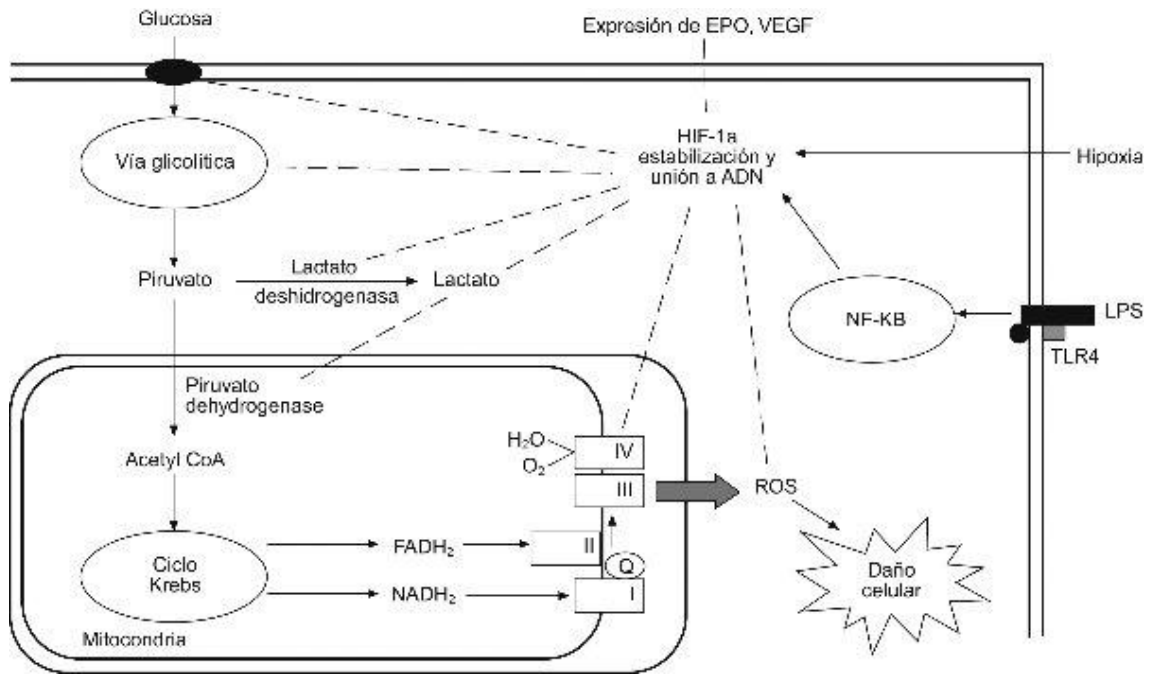 Glucosa
Expresión de EPO, VEGF
HIF-1a
estabilización y
unión a ADN
Hipoxia
Vía glicolítica
Piruvato
Lactato
deshidrogenasa
Lactato
NF-KB
LPS
TLR4
Piruvato
dehydrogenase
Acetyl CoA
H₂O
O₂
IV
III
ROS
Ciclo
Krebs
FADH₂
II
Q
NADH₂
I
Daño
celular
Mitocondria